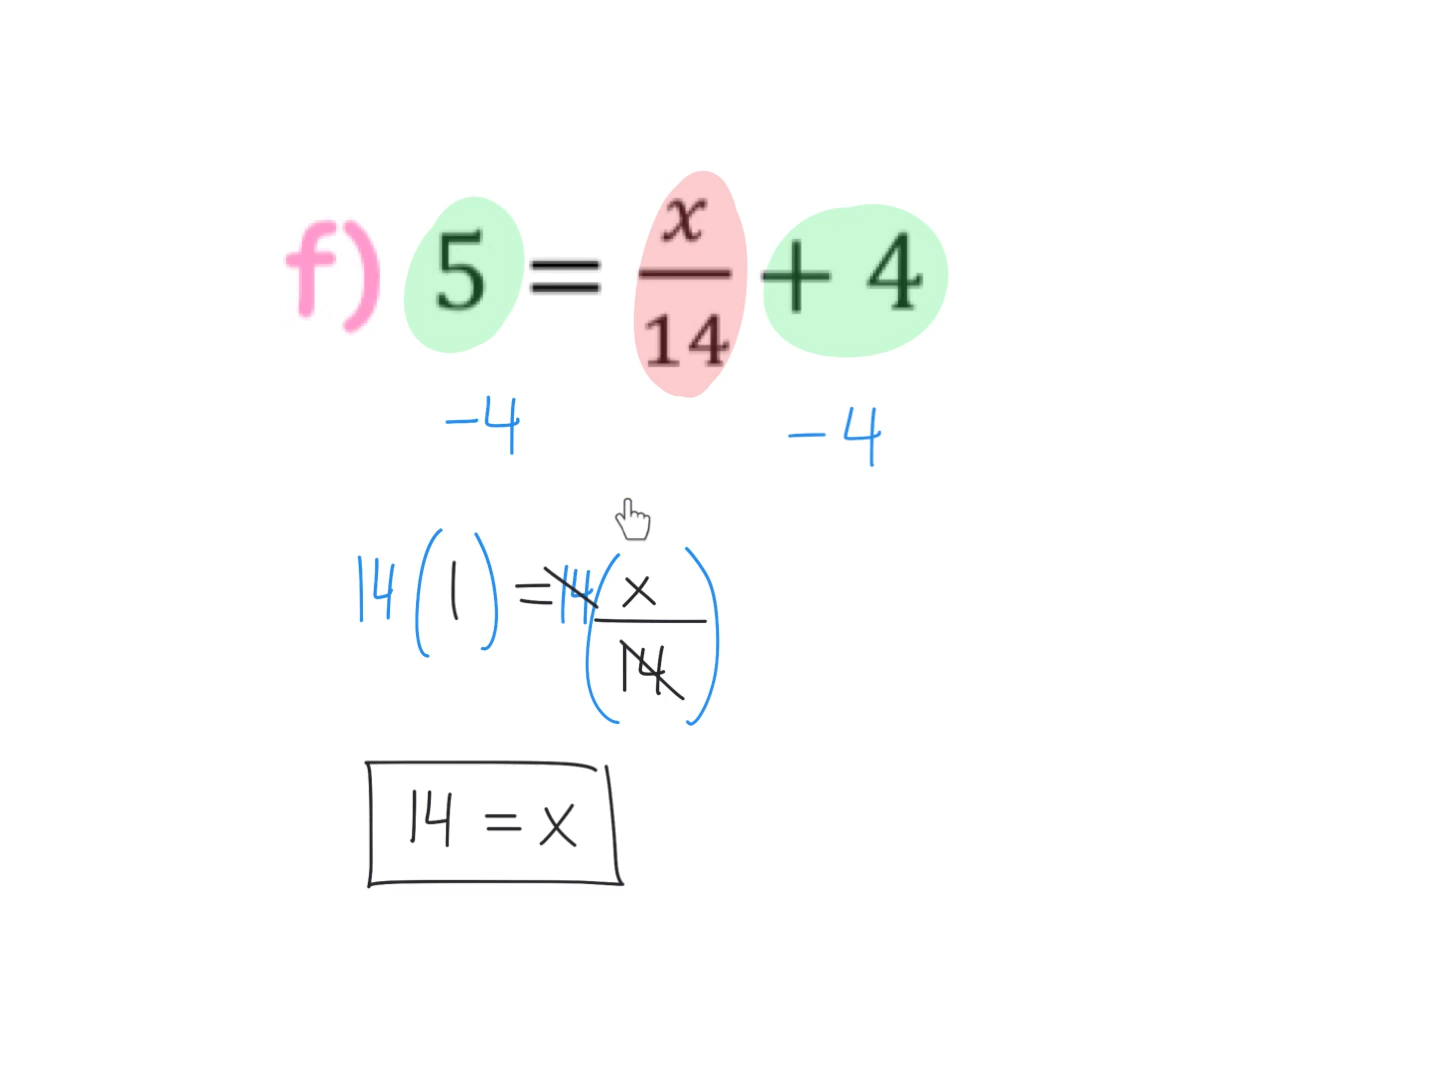 f) 5 = x/14 + 4
-4 -4
14(1) = 14(x/14)
14 = x